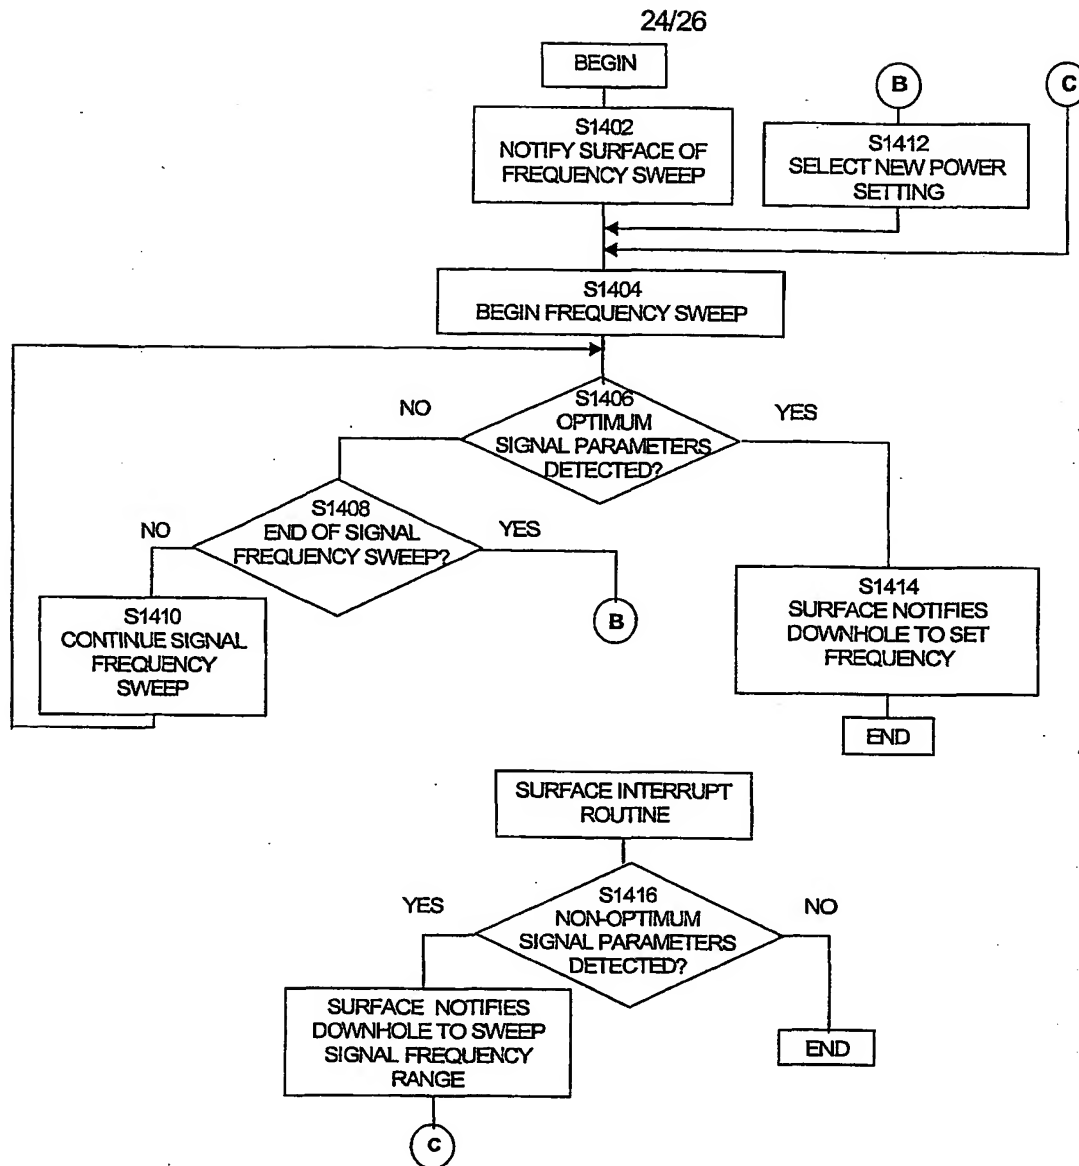 24/26
BEGIN
B
C
S1402
NOTIFY SURFACE OF
FREQUENCY SWEEP
S1412
SELECT NEW POWER
SETTING
S1404
BEGIN FREQUENCY SWEEP
NO
S1406
OPTIMUM
SIGNAL PARAMETERS
DETECTED?
YES
NO
S1408
END OF SIGNAL
FREQUENCY SWEEP?
YES
S1410
CONTINUE SIGNAL
FREQUENCY
SWEEP
B
S1414
SURFACE NOTIFIES
DOWNHOLE TO SET
FREQUENCY
END
SURFACE INTERRUPT
ROUTINE
YES
S1416
NON-OPTIMUM
SIGNAL PARAMETERS
DETECTED?
NO
SURFACE NOTIFIES
DOWNHOLE TO SWEEP
SIGNAL FREQUENCY
RANGE
END
C